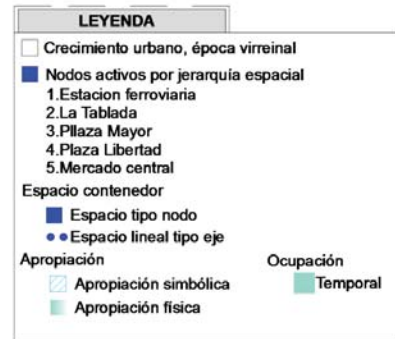 LEYENDA
Crecimiento urbano, época virreinal
Nodos activos por jerarquía espacial
1.Estacion ferroviaria
2.La Tablada
3.Pllaza Mayor
4.Plaza Libertad
5.Mercado central
Espacio contenedor
Espacio tipo nodo
Espacio lineal tipo eje
Apropiación
Ocupación
Apropiación simbólica
Temporal
Apropiación física